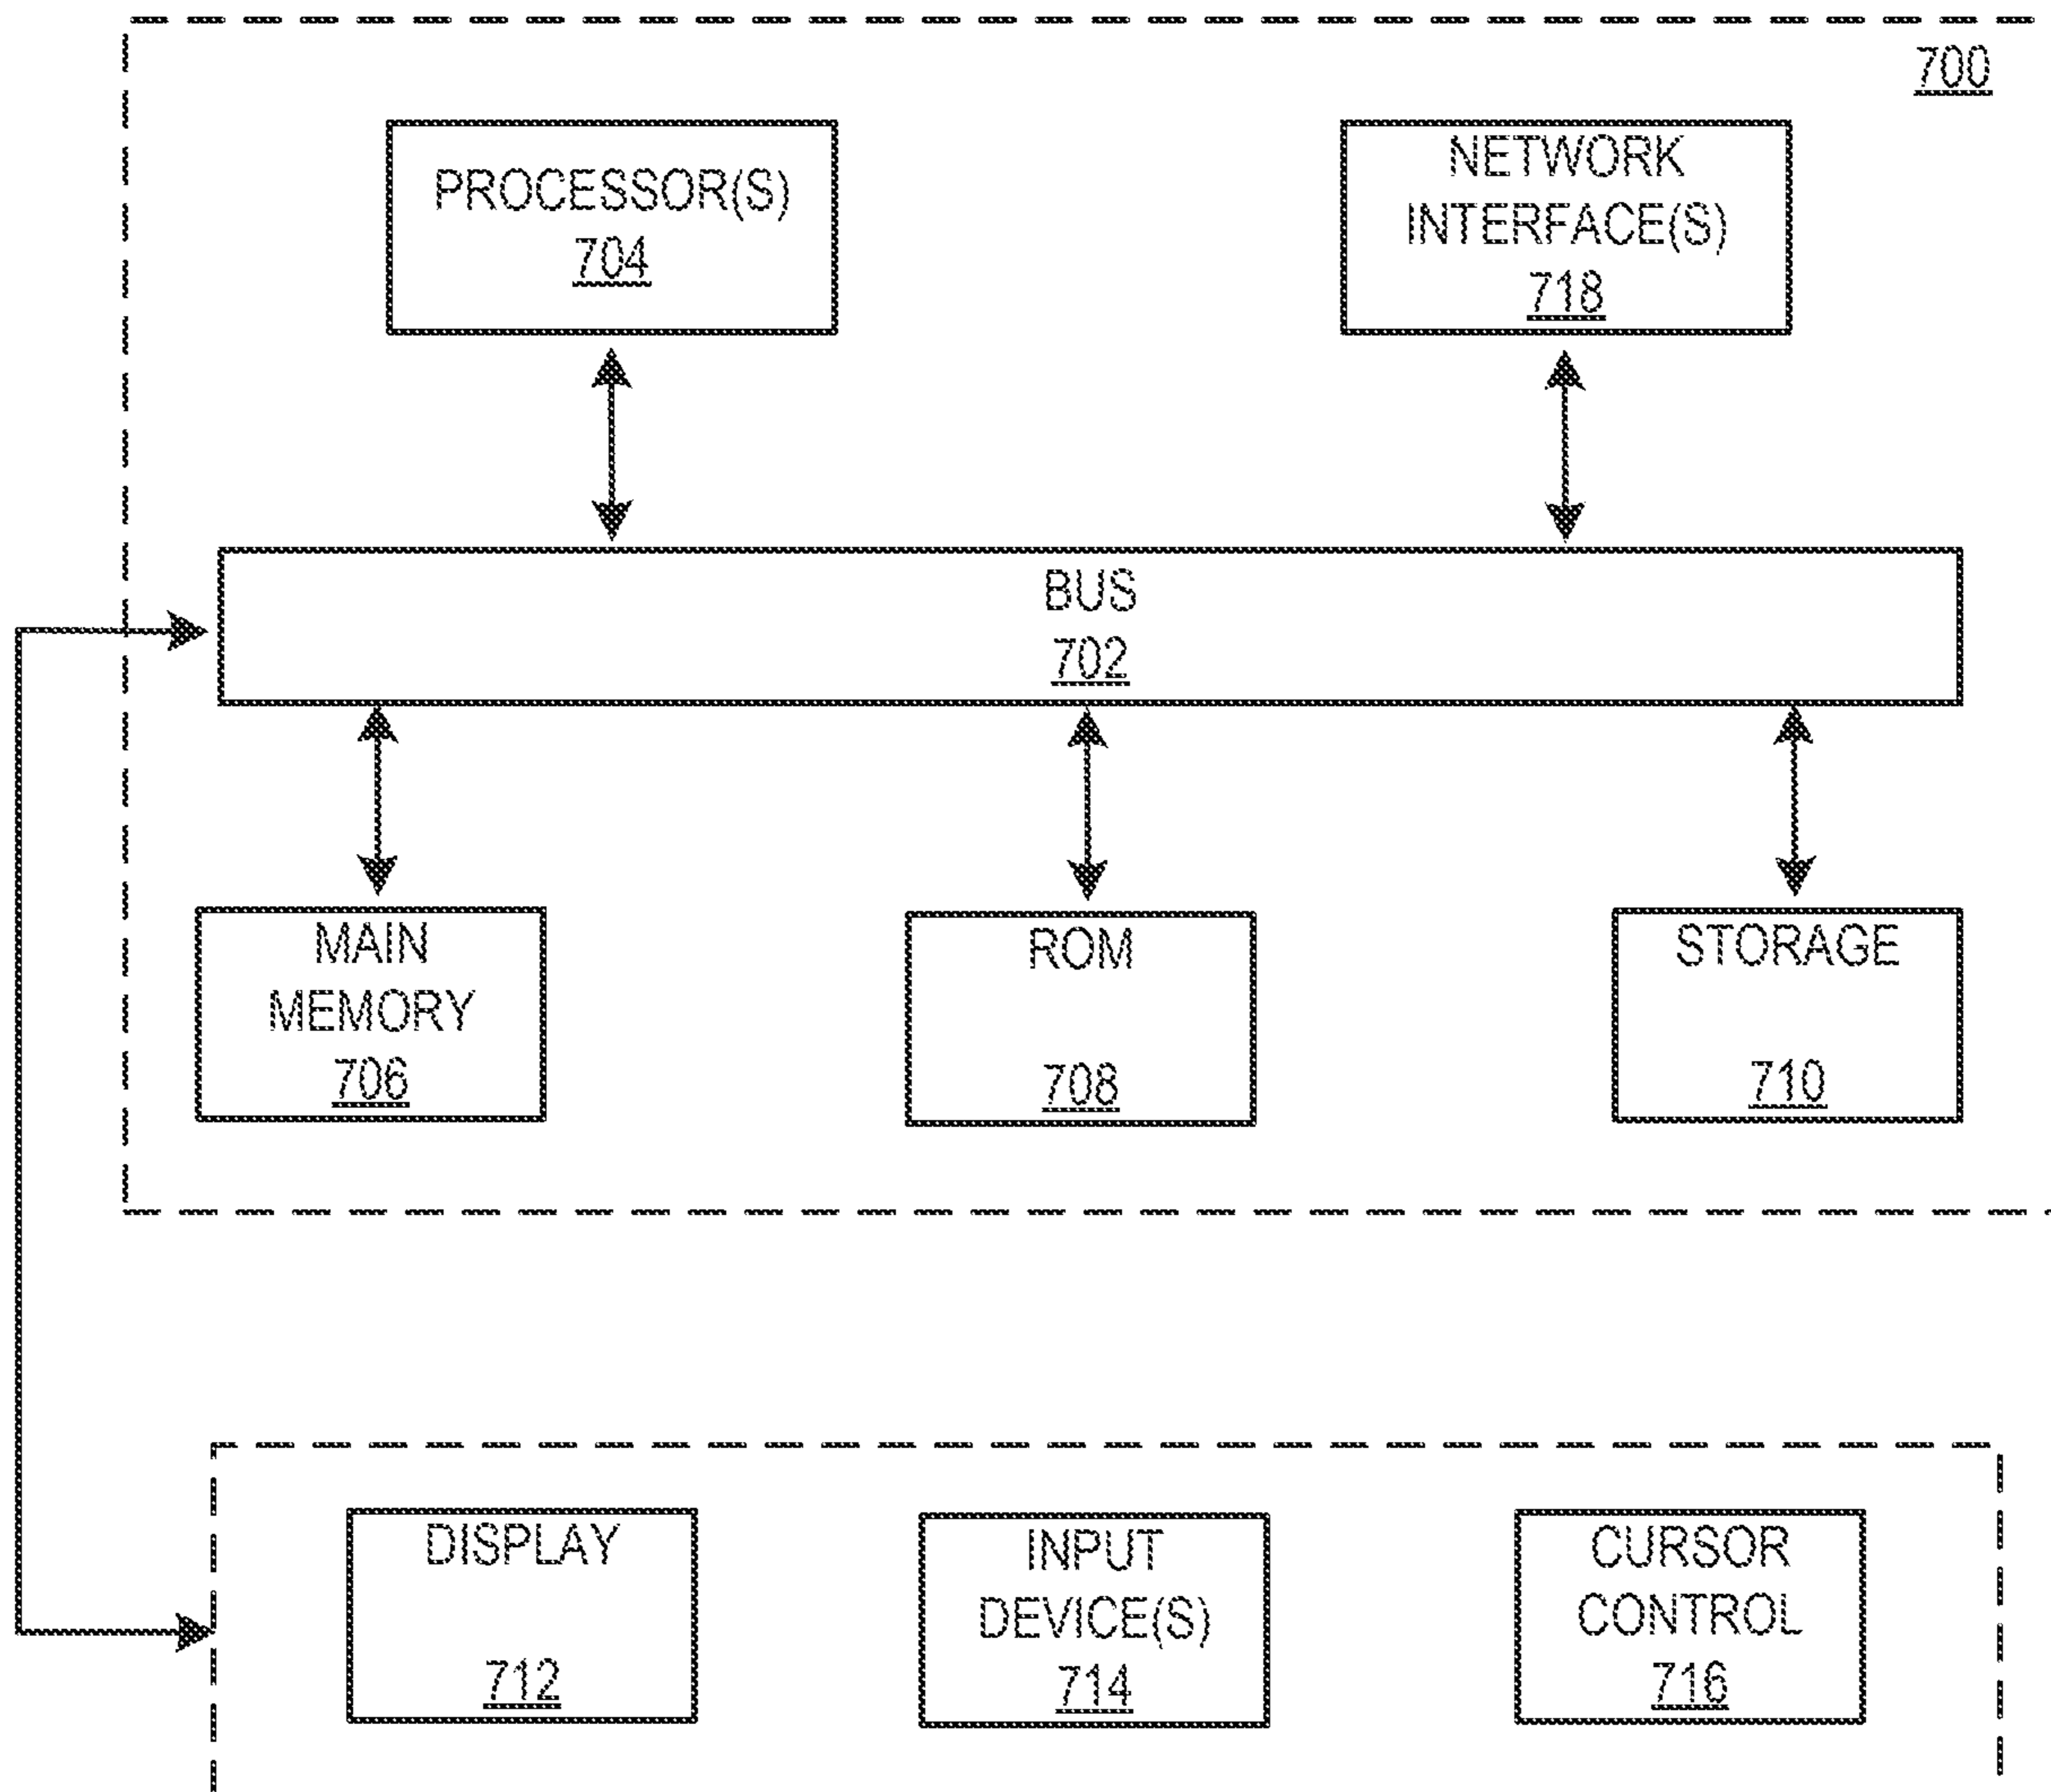 700
PROCESSOR(S)
704
NETWORK
INTERFACE(S)
718
BUS
702
MAIN
MEMORY
706
ROM
708
STORAGE
710
DISPLAY
712
INPUT
DEVICE(S)
714
CURSOR
CONTROL
716